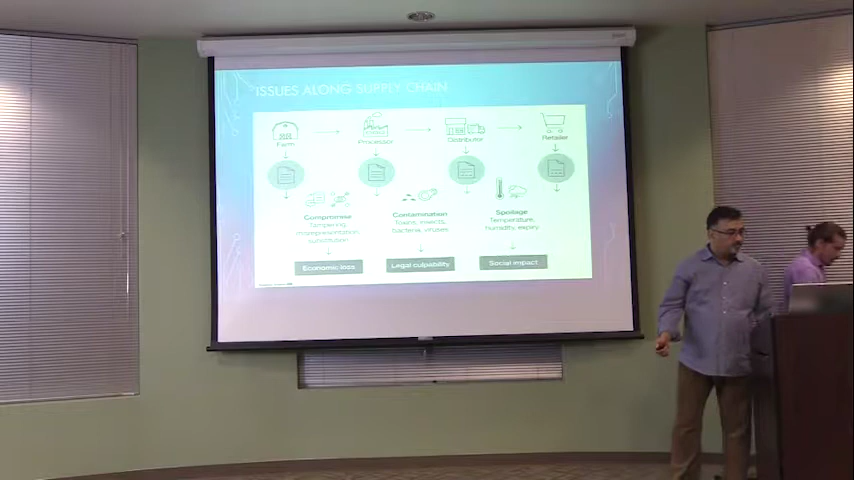 ISSUES ALONG SUPPLY CHAIN
Farm
Processor
Distributor
Retailer
Compromise
Tampering,
misrepresentation,
substitution
Contamination
Toxins, insects,
bacteria, viruses
Spoilage
Temperature,
humidity, expiry
Economic loss
Legal culpability
Social impact